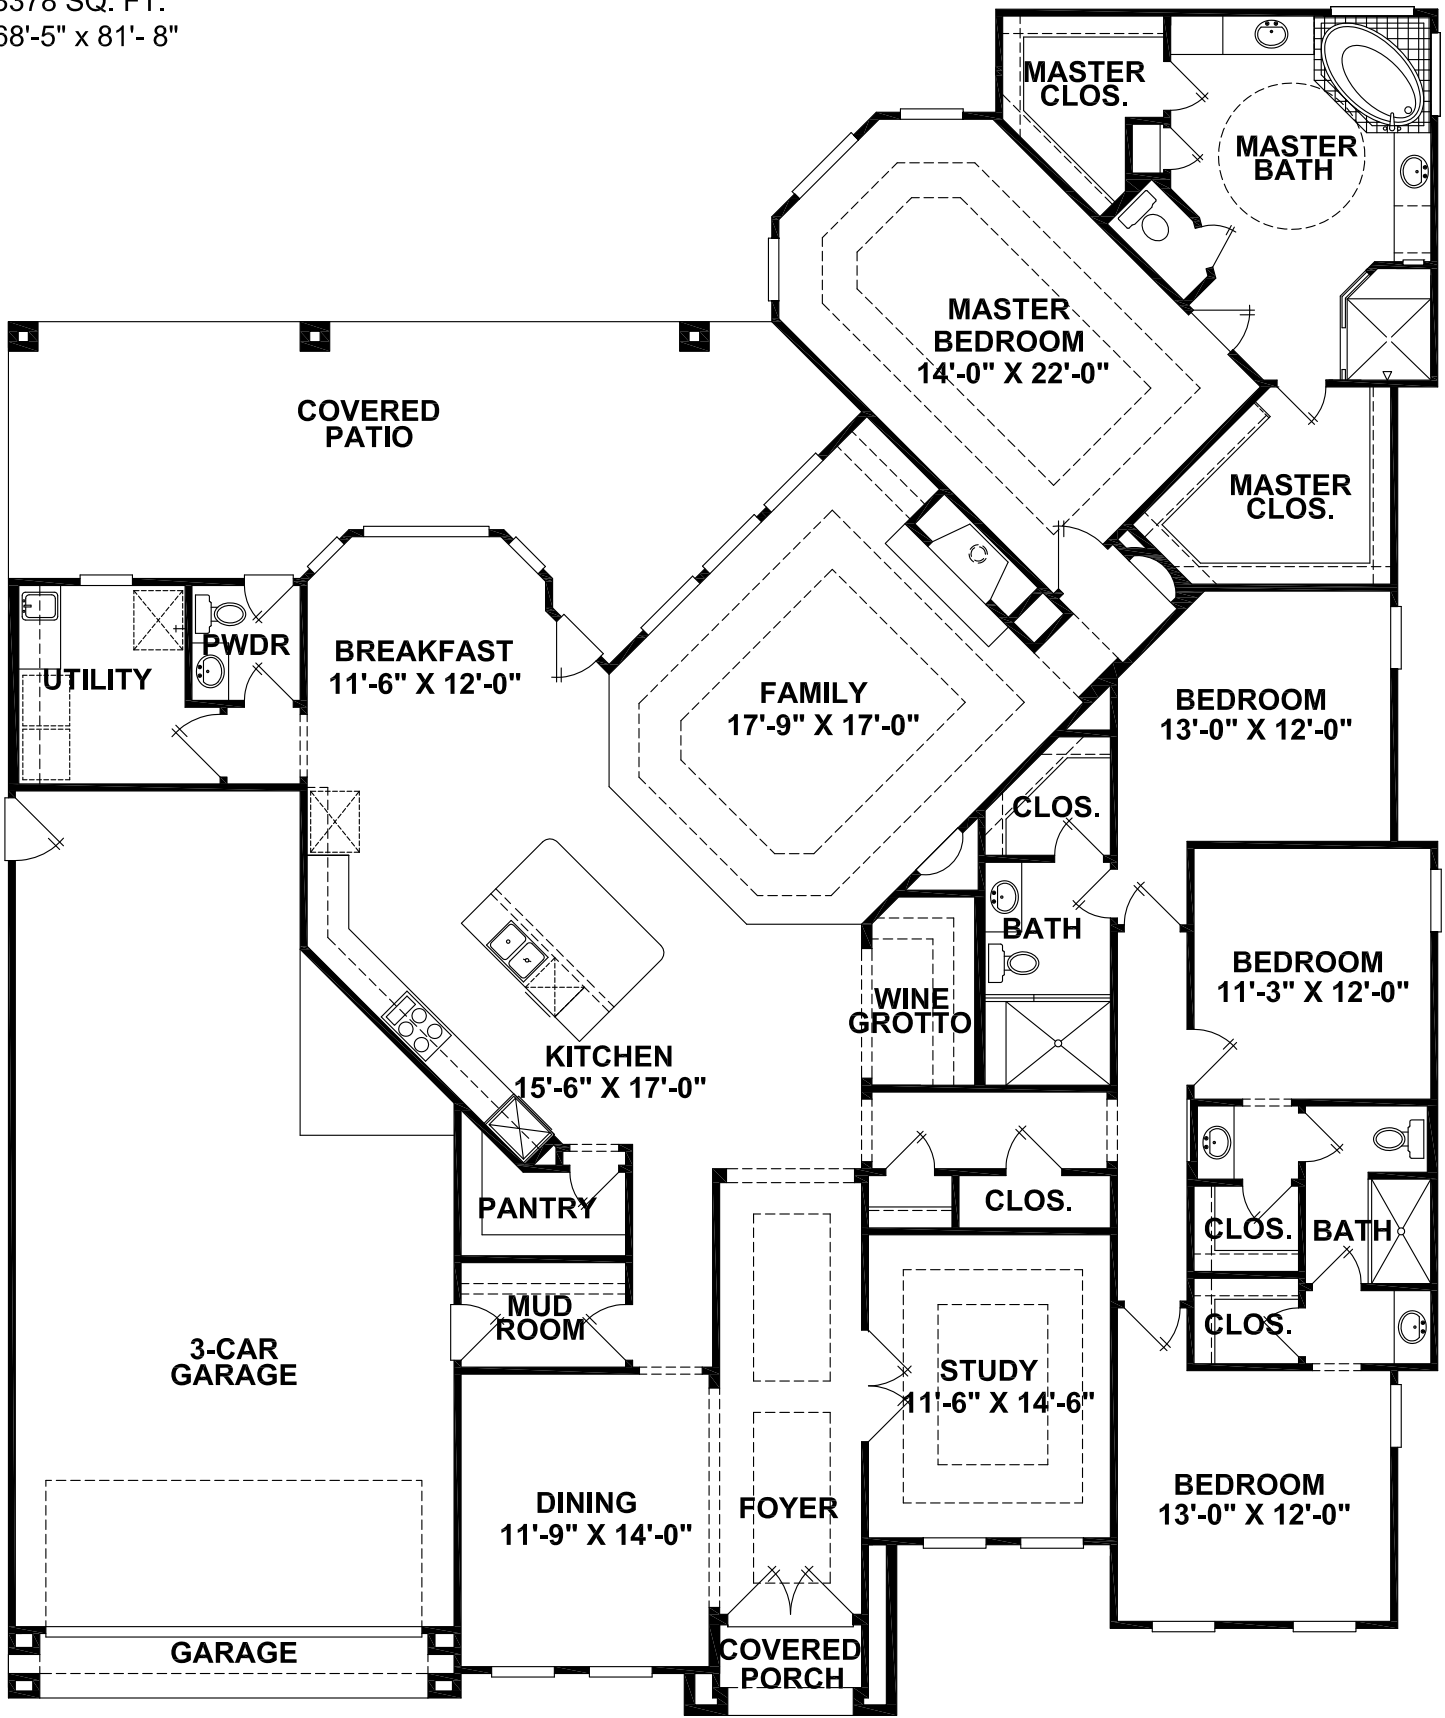 3378 SQ. FT.
68'-5" x 81'- 8"
MASTER
CLOS.
MASTER
BATH
MASTER
BEDROOM
14'-0" X 22'-0"
COVERED
PATIO
MASTER
CLOS.
PWDR
UTILITY
BREAKFAST
11'-6" X 12'-0"
FAMILY
17'-9" X 17'-0"
BEDROOM
13'-0" X 12'-0"
CLOS.
BATH
BEDROOM
11'-3" X 12'-0"
WINE
GROTTO
KITCHEN
15'-6" X 17'-0"
PANTRY
CLOS.
CLOS.
BATH
MUD
ROOM
CLOS.
3-CAR
GARAGE
STUDY
11'-6" X 14'-6"
DINING
11'-9" X 14'-0"
FOYER
BEDROOM
13'-0" X 12'-0"
GARAGE
COVERED
PORCH